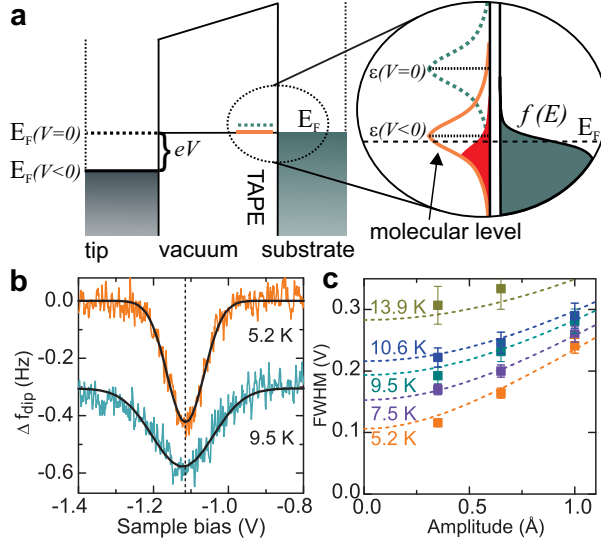 a
ε(V=0)
f(E)
E_F
E_F
E_F(V=0)
ε(V<0)
eV
E_F(V<0)
TAPE
molecular level
tip
vacuum
substrate
b
0.0
-0.2
-0.4
-0.6
Δ f_dip (Hz)
5.2 K
9.5 K
-1.4
-1.2
-1.0
-0.8
Sample bias (V)
c
0.3
0.2
0.1
0.0
FWHM (V)
13.9 K
10.6 K
9.5 K
7.5 K
5.2 K
0.0
0.5
1.0
Amplitude (Å)